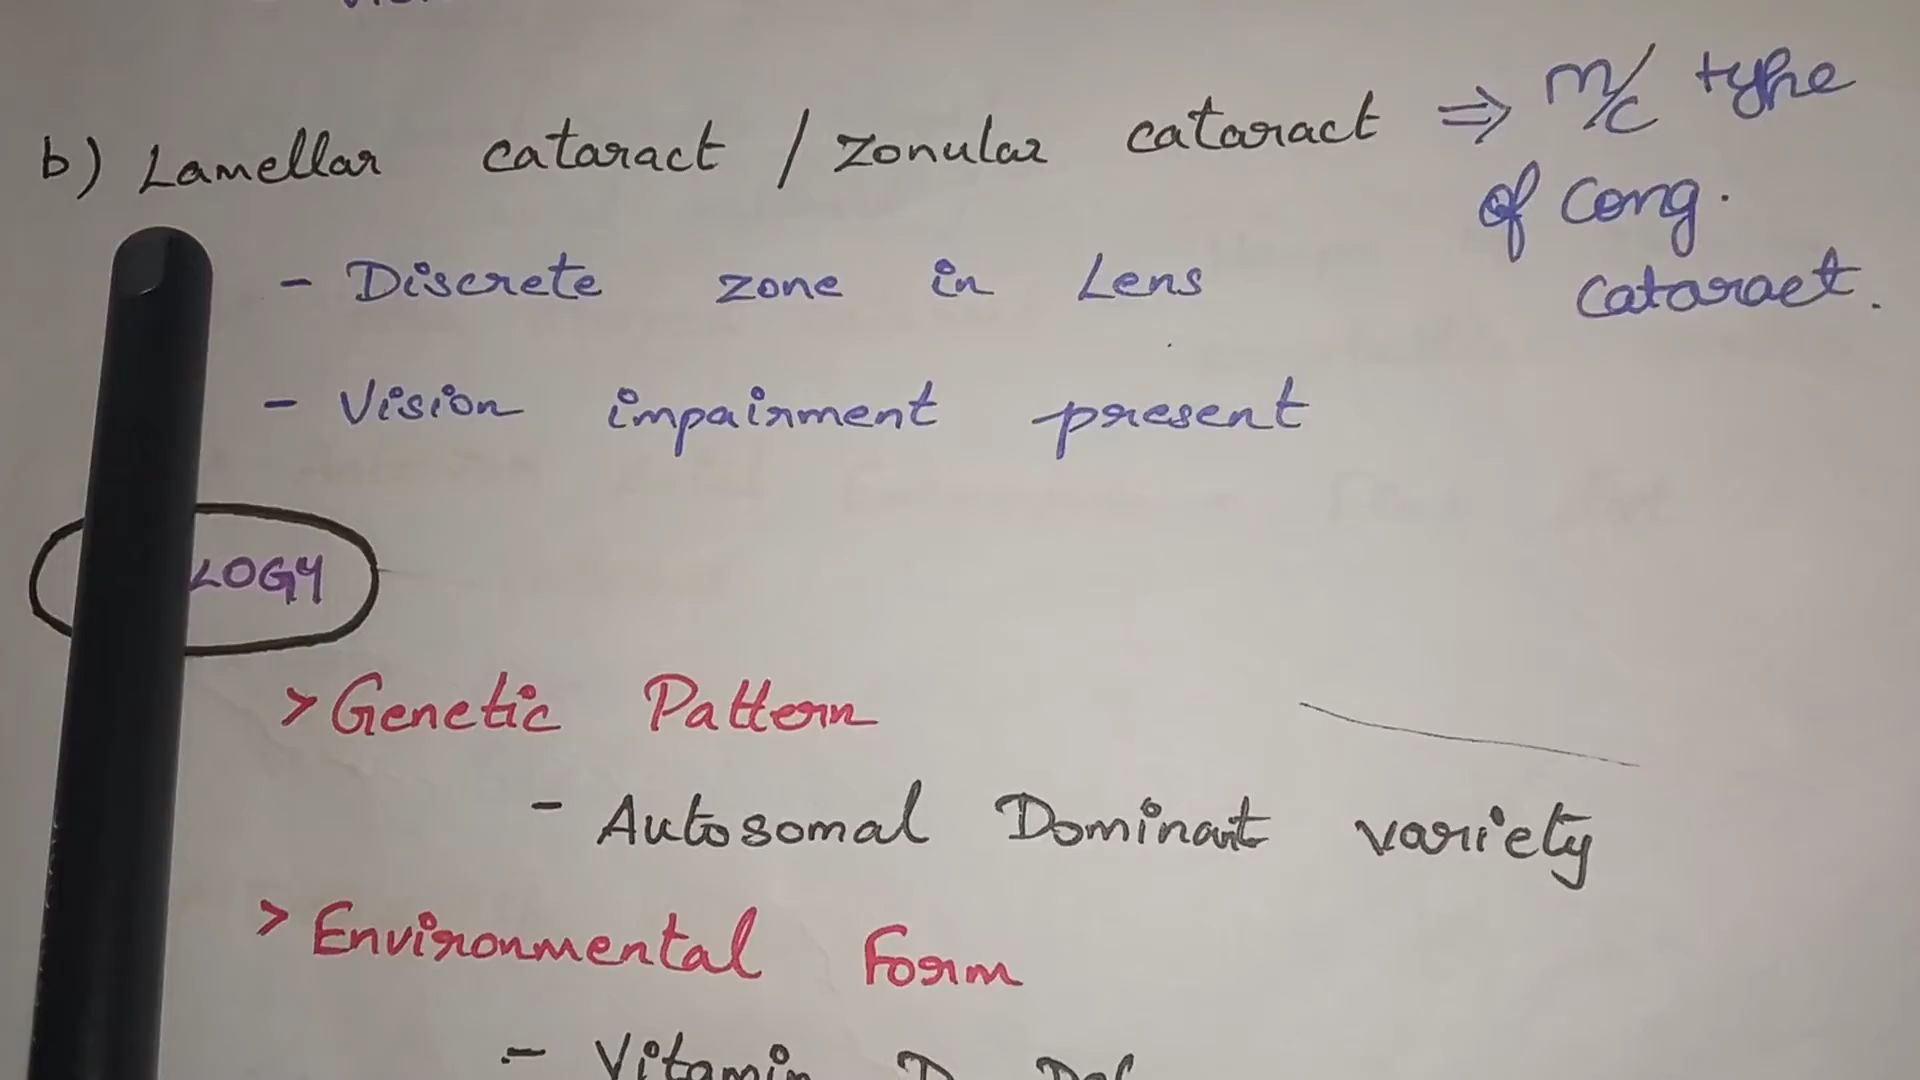 b) Lamellar cataract / zonular cataract ⇒ m/c type
of cong.
cataract.
- Discrete zone in Lens
- Vision impairment present
LOGY
> Genetic Pattern
- Autosomal Dominant variety
> Environmental Form
- Vitamin D